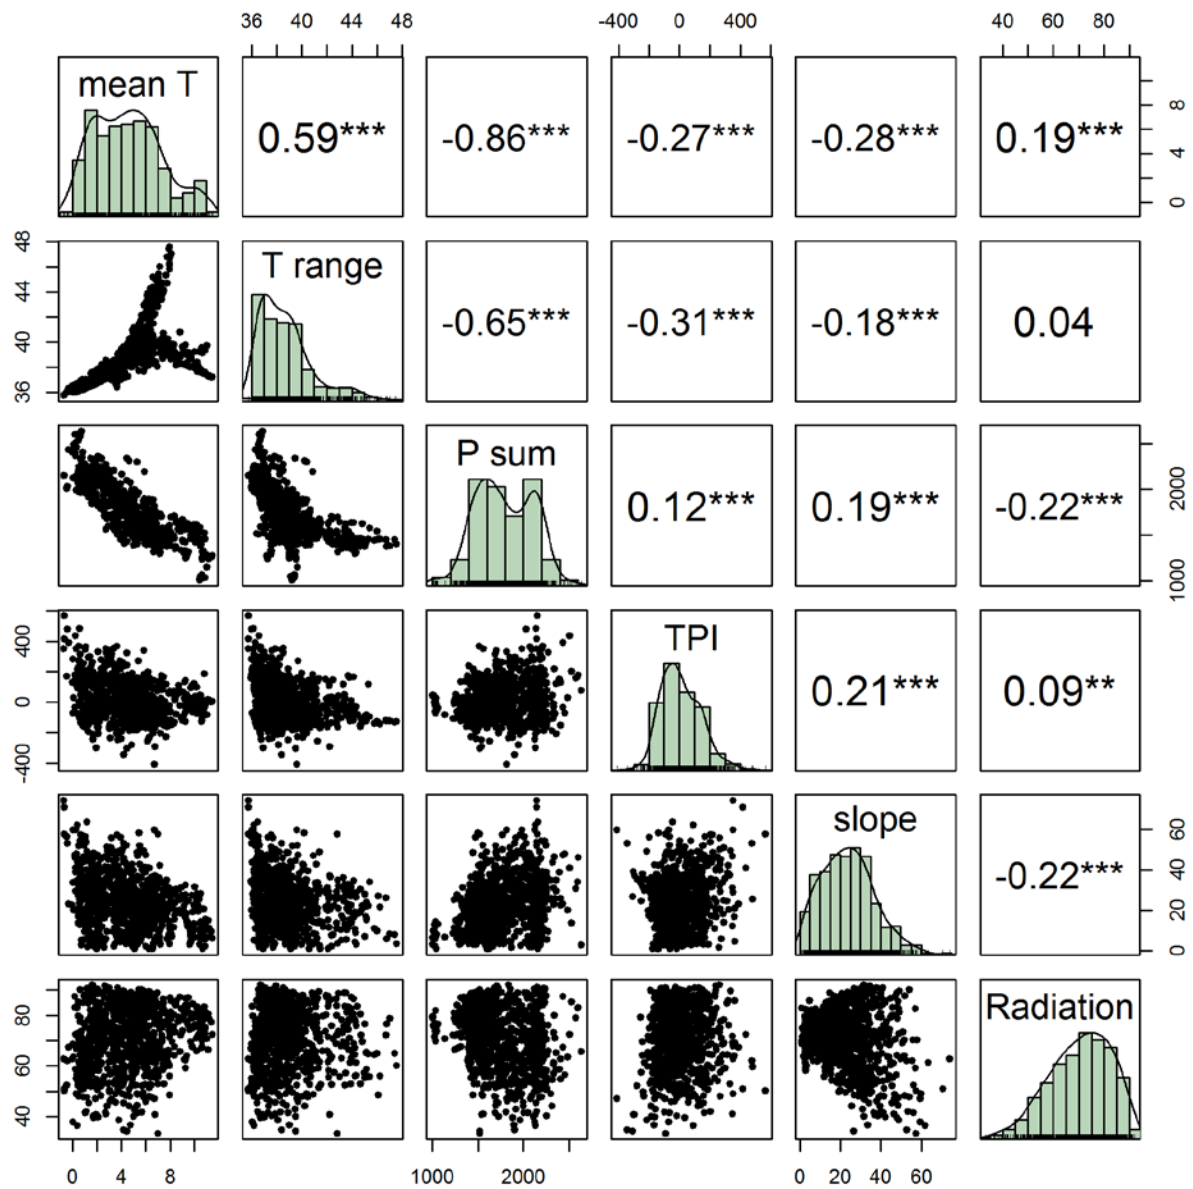 36 40 44 48 -400 0 400 40 60 80
mean T 0.59*** -0.86*** -0.27*** -0.28*** 0.19*** 0 4 8
36 40 44 48 T range -0.65*** -0.31*** -0.18*** 0.04
P sum 0.12*** 0.19*** -0.22*** 1000 2000
-400 0 400 TPI 0.21*** 0.09**
slope -0.22*** 0 20 40 60
40 60 80 Radiation
0 4 8 1000 2000 0 20 40 60